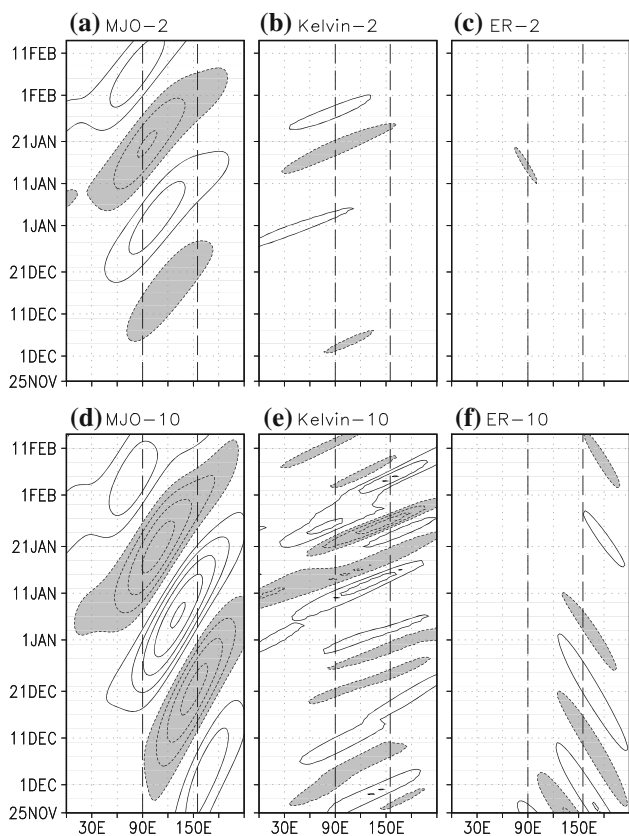 (a) MJO-2 (b) Kelvin-2 (c) ER-2
11FEB
1FEB
21JAN
11JAN
1JAN
21DEC
11DEC
1DEC
25NOV
(d) MJO-10 (e) Kelvin-10 (f) ER-10
11FEB
1FEB
21JAN
11JAN
1JAN
21DEC
11DEC
1DEC
25NOV
30E 90E 150E 30E 90E 150E 30E 90E 150E